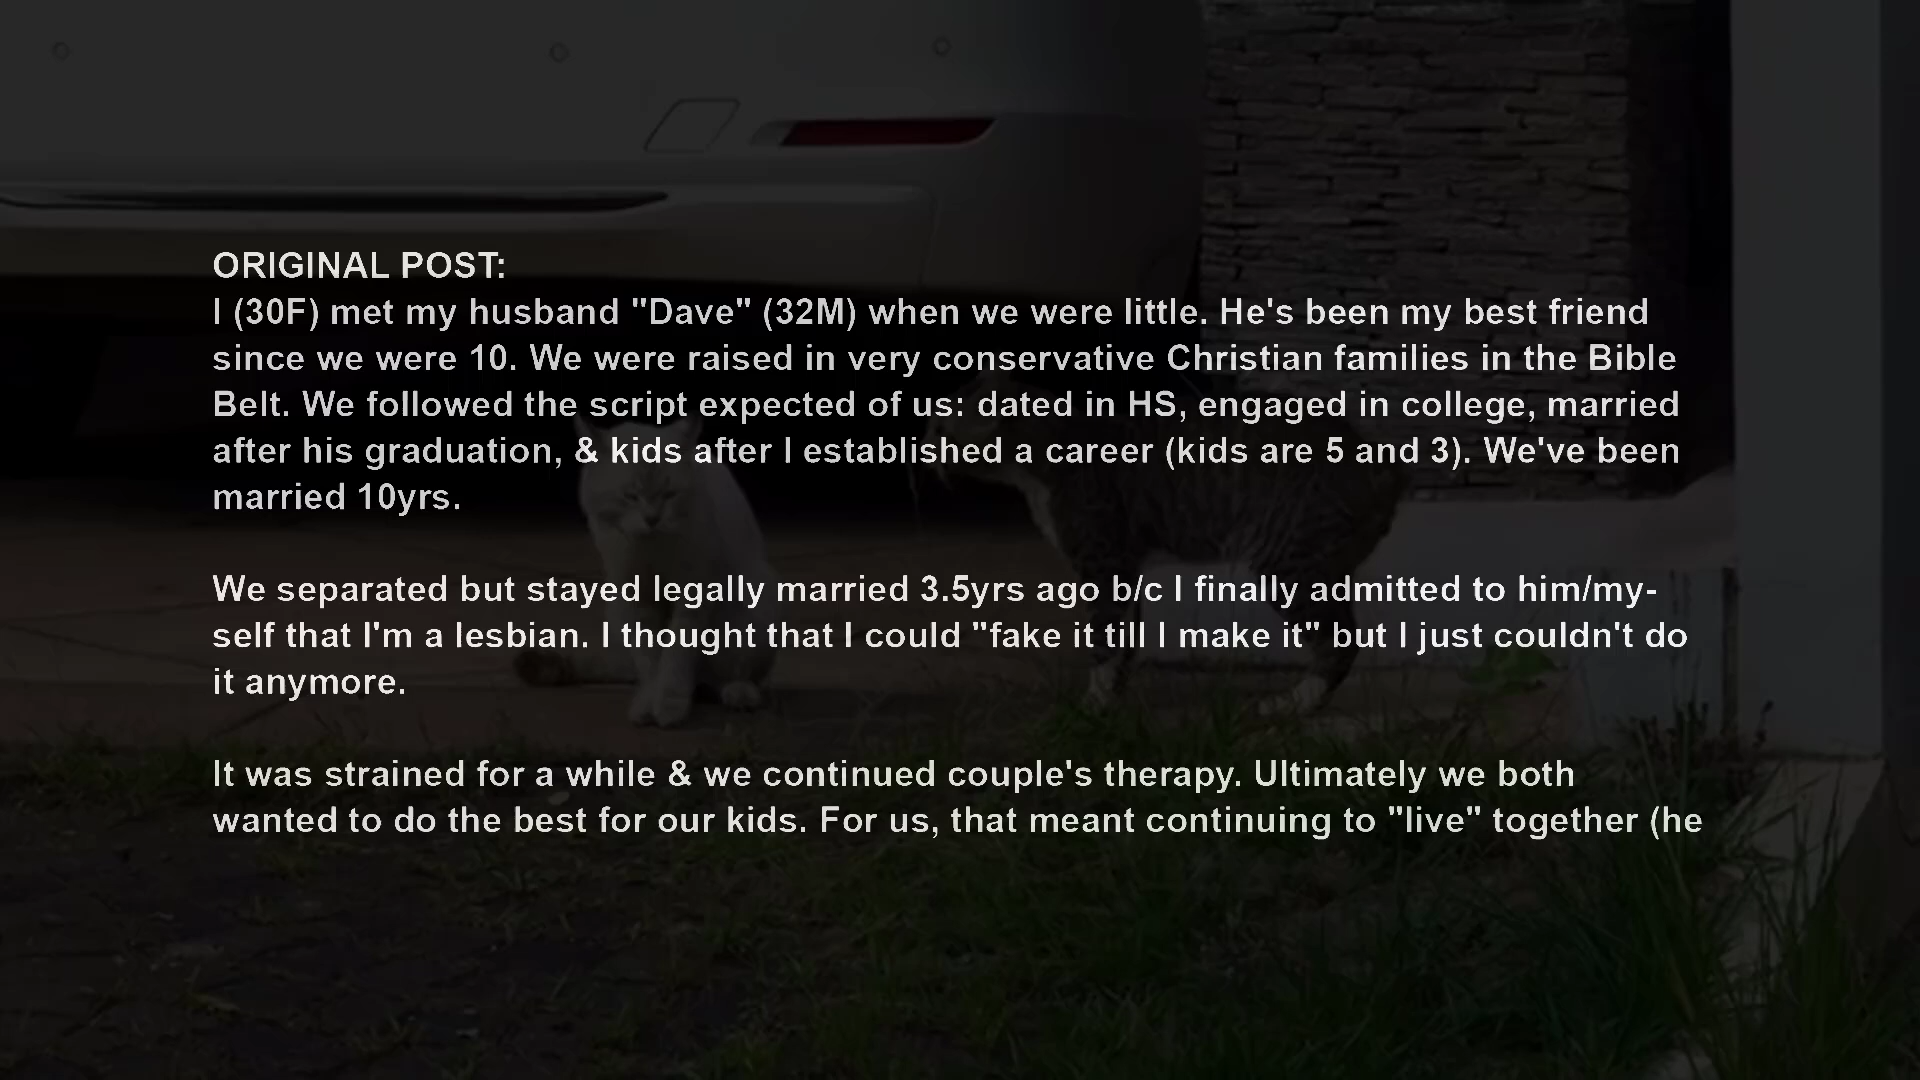 ORIGINAL POST:
I (30F) met my husband "Dave" (32M) when we were little. He's been my best friend
since we were 10. We were raised in very conservative Christian families in the Bible
Belt. We followed the script expected of us: dated in HS, engaged in college, married
after his graduation, & kids after I established a career (kids are 5 and 3). We've been
married 10yrs.
We separated but stayed legally married 3.5yrs ago b/c I finally admitted to him/my-
self that I'm a lesbian. I thought that I could "fake it till I make it" but I just couldn't do
it anymore.
It was strained for a while & we continued couple's therapy. Ultimately we both
wanted to do the best for our kids. For us, that meant continuing to "live" together (he